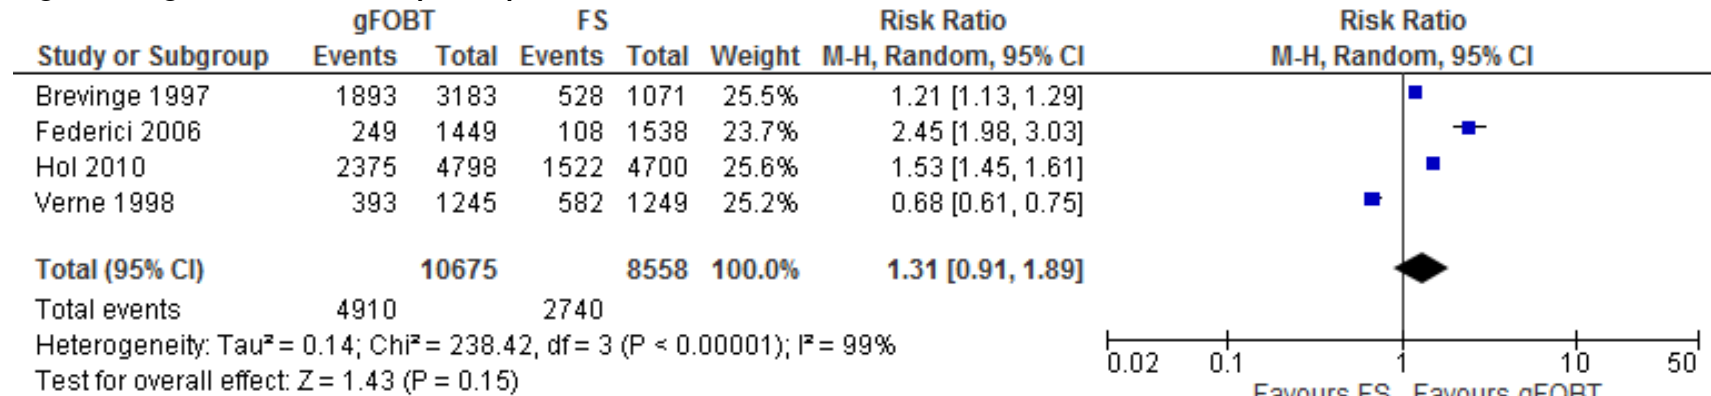 gFOBT FS Risk Ratio Risk Ratio
Study or Subgroup Events Total Events Total Weight M-H, Random, 95% CI M-H, Random, 95% CI
Brevinge 1997 1893 3183 528 1071 25.5% 1.21 [1.13, 1.29]
Federici 2006 249 1449 108 1538 23.7% 2.45 [1.98, 3.03]
Hol 2010 2375 4798 1522 4700 25.6% 1.53 [1.45, 1.61]
Verne 1998 393 1245 582 1249 25.2% 0.68 [0.61, 0.75]
Total (95% CI) 10675 8558 100.0% 1.31 [0.91, 1.89]
Total events 4910 2740
Heterogeneity: Tau² = 0.14; Chi² = 238.42, df = 3 (P < 0.00001); I² = 99%
Test for overall effect: Z = 1.43 (P = 0.15)
0.02 0.1 1 10 50
Favours FS Favours gFOBT